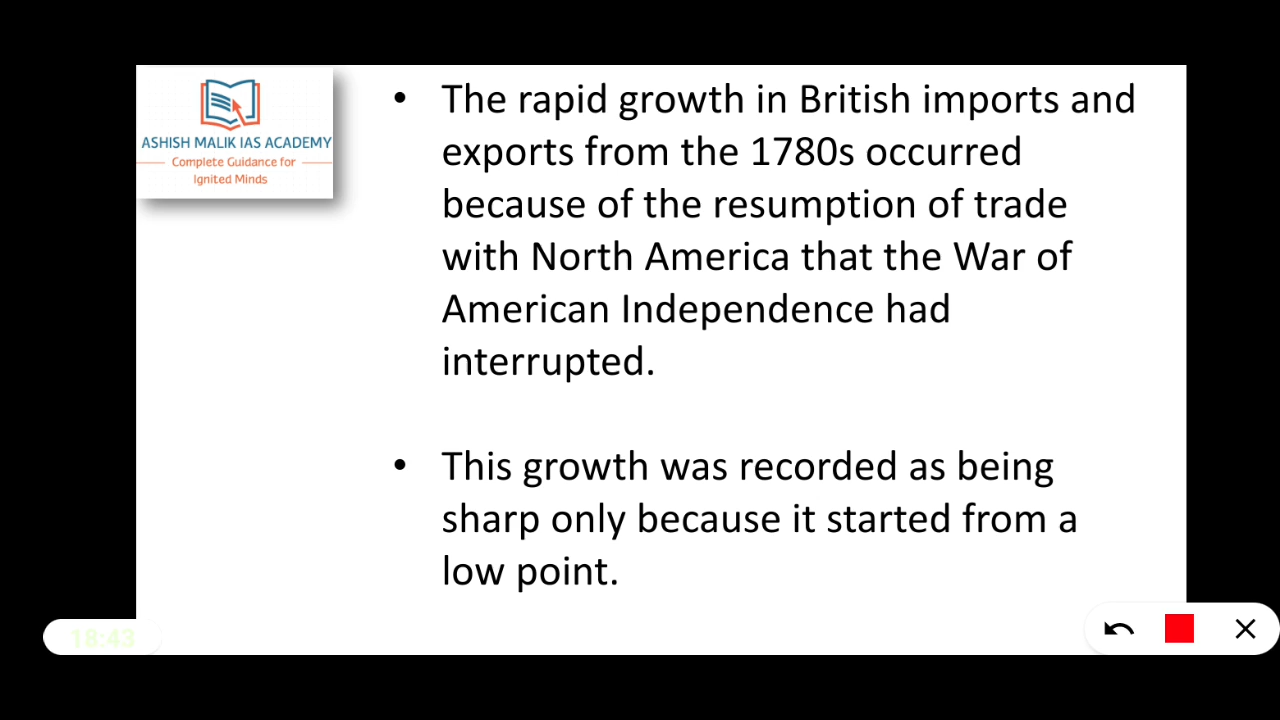 ASHISH MALIK IAS ACADEMY
Complete Guidance for
Ignited Minds
• The rapid growth in British imports and
exports from the 1780s occurred
because of the resumption of trade
with North America that the War of
American Independence had
interrupted.
• This growth was recorded as being
sharp only because it started from a
low point.
18:43